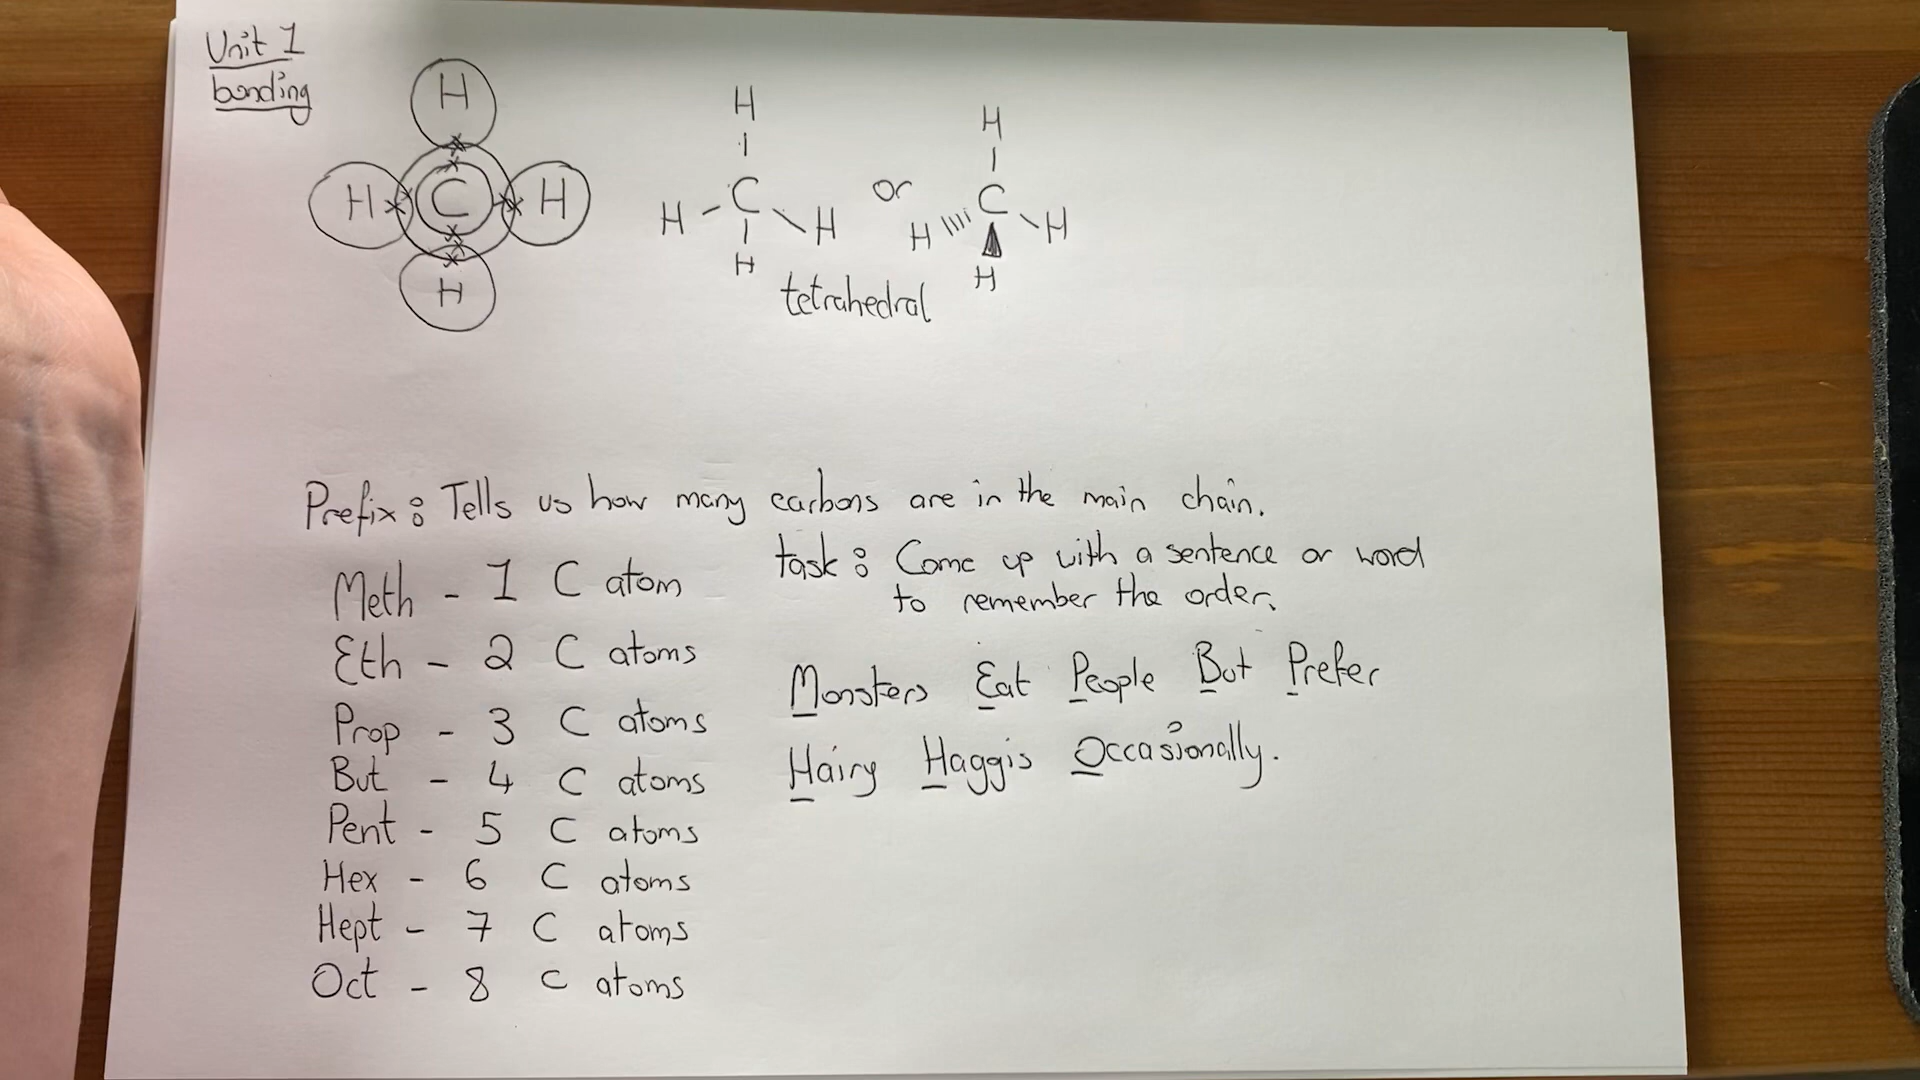 Unit 1
bonding
H
H C H
H
H
H - C - H
H
or
H
H C H
H
tetrahedral
Prefix: Tells us how many carbons are in the main chain.
Meth - 1 C atom
Eth - 2 C atoms
Prop - 3 C atoms
But - 4 C atoms
Pent - 5 C atoms
Hex - 6 C atoms
Hept - 7 C atoms
Oct - 8 C atoms
task: Come up with a sentence or word
to remember the order.
Monsters Eat People But Prefer
Hairy Haggis Occasionally.